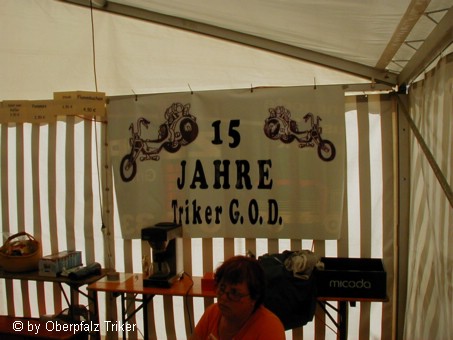 15
JAHRE
Triker G.O.D.
micado
© by Oberpfalz Triker